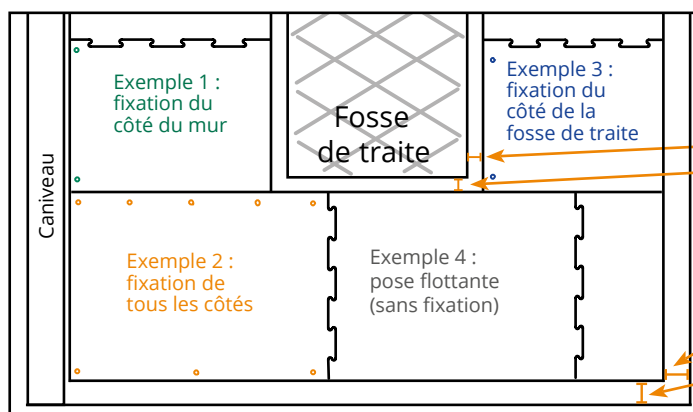 Exemple 1 :
fixation du
côté du mur
Fosse
de traite
Exemple 3 :
fixation du
côté de la
fosse de traite
Caniveau
Exemple 2 :
fixation de
tous les côtés
Exemple 4 :
pose flottante
(sans fixation)